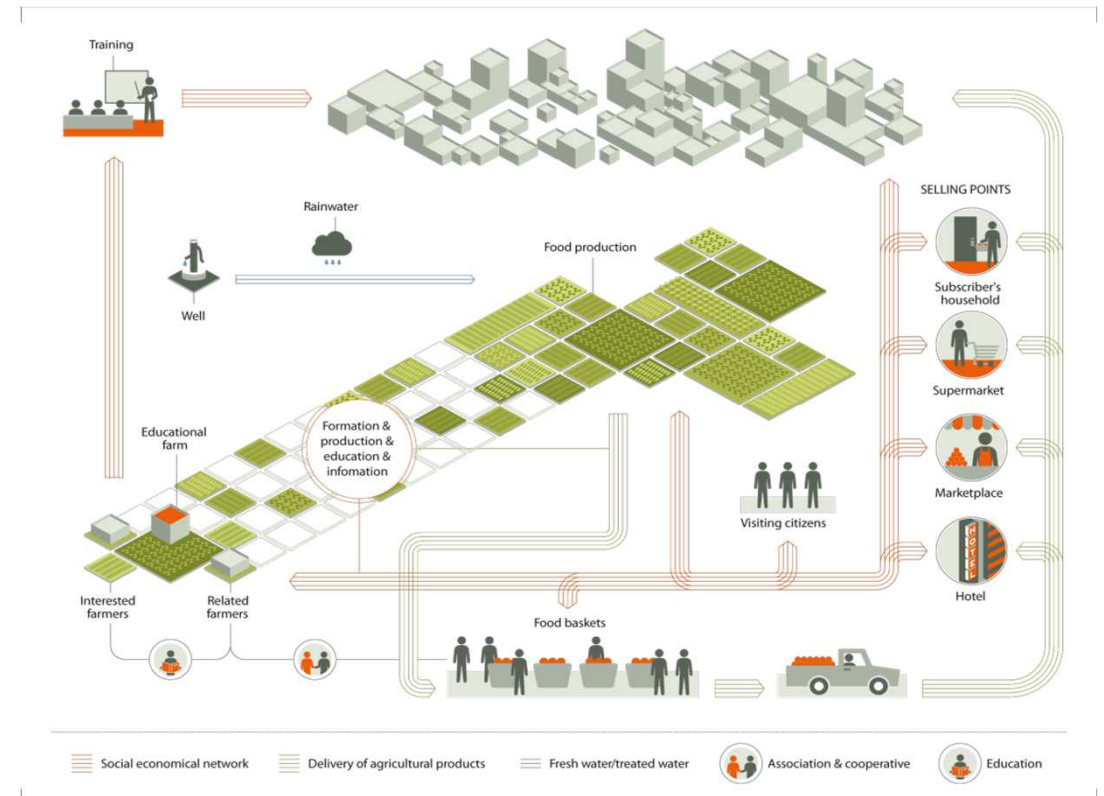 Training
Rainwater
Well
Food production
SELLING POINTS
Subscriber's
household
Supermarket
Marketplace
HOTEL
Hotel
Educational
farm
Formation &
production &
education &
infomation
Visiting citizens
Interested
farmers
Related
farmers
Food baskets
Social economical network
Delivery of agricultural products
Fresh water/treated water
Association & cooperative
Education